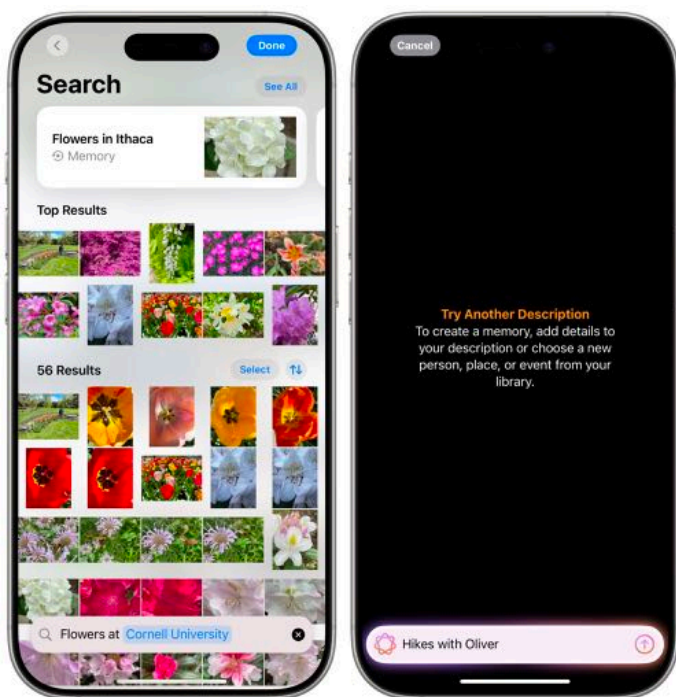 Done
Search
See All
Flowers in Ithaca
Memory
Top Results
56 Results
Select
Flowers at Cornell University
Cancel
Try Another Description
To create a memory, add details to
your description or choose a new
person, place, or event from your
library.
Hikes with Oliver